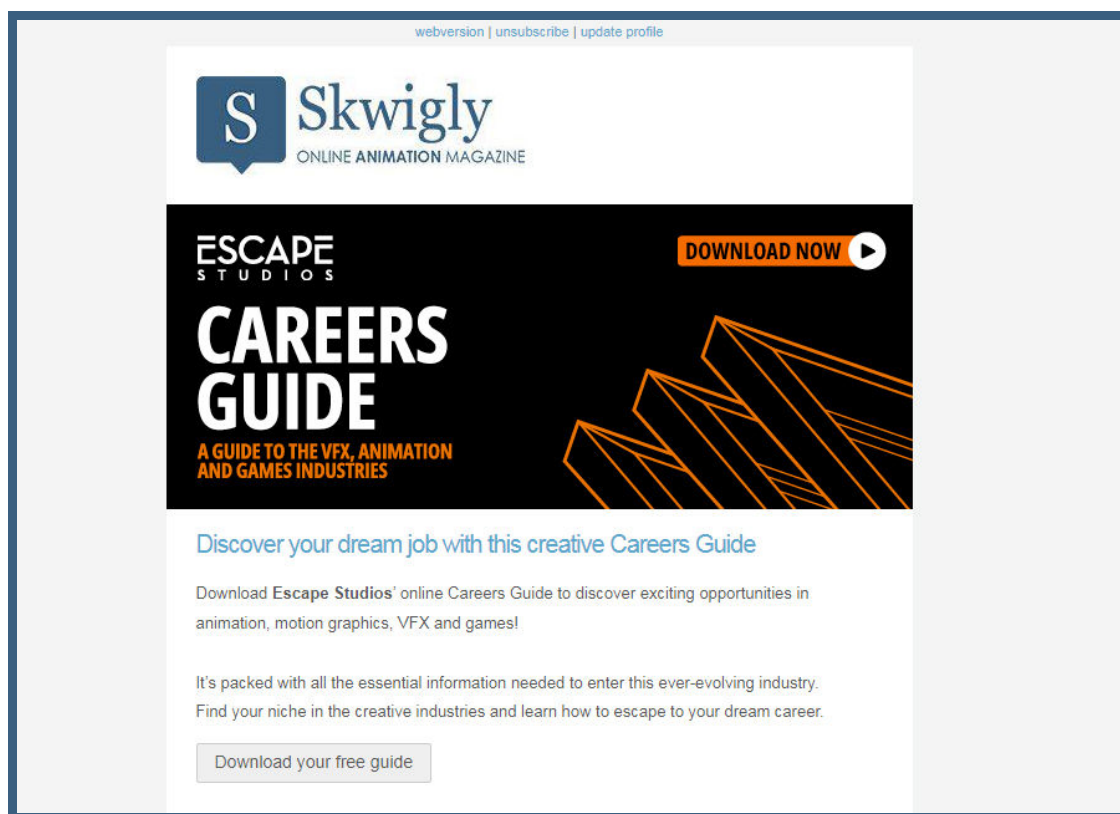 webversion | unsubscribe | update profile
S
Skwigly
ONLINE ANIMATION MAGAZINE
ESCAPE
STUDIOS
DOWNLOAD NOW
CAREERS
GUIDE
A GUIDE TO THE VFX, ANIMATION
AND GAMES INDUSTRIES
Discover your dream job with this creative Careers Guide
Download Escape Studios' online Careers Guide to discover exciting opportunities in
animation, motion graphics, VFX and games!
It's packed with all the essential information needed to enter this ever-evolving industry.
Find your niche in the creative industries and learn how to escape to your dream career.
Download your free guide